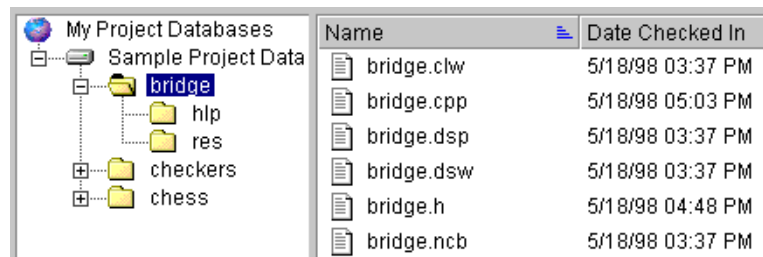 My Project Databases
Sample Project Data
bridge
hlp
res
checkers
chess
Name Date Checked In
bridge.clw 5/18/98 03:37 PM
bridge.cpp 5/18/98 05:03 PM
bridge.dsp 5/18/98 03:37 PM
bridge.dsw 5/18/98 03:37 PM
bridge.h 5/18/98 04:48 PM
bridge.ncb 5/18/98 03:37 PM